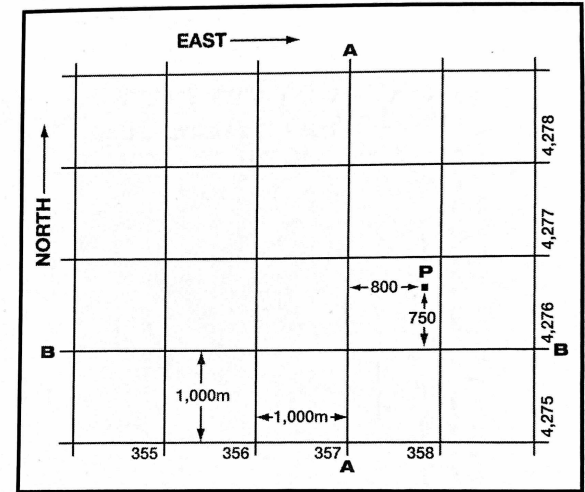 EAST
A
NORTH
4,278
4,277
P
800
750
4,276
B
B
1,000m
1,000m
4,275
355
356
357
358
A